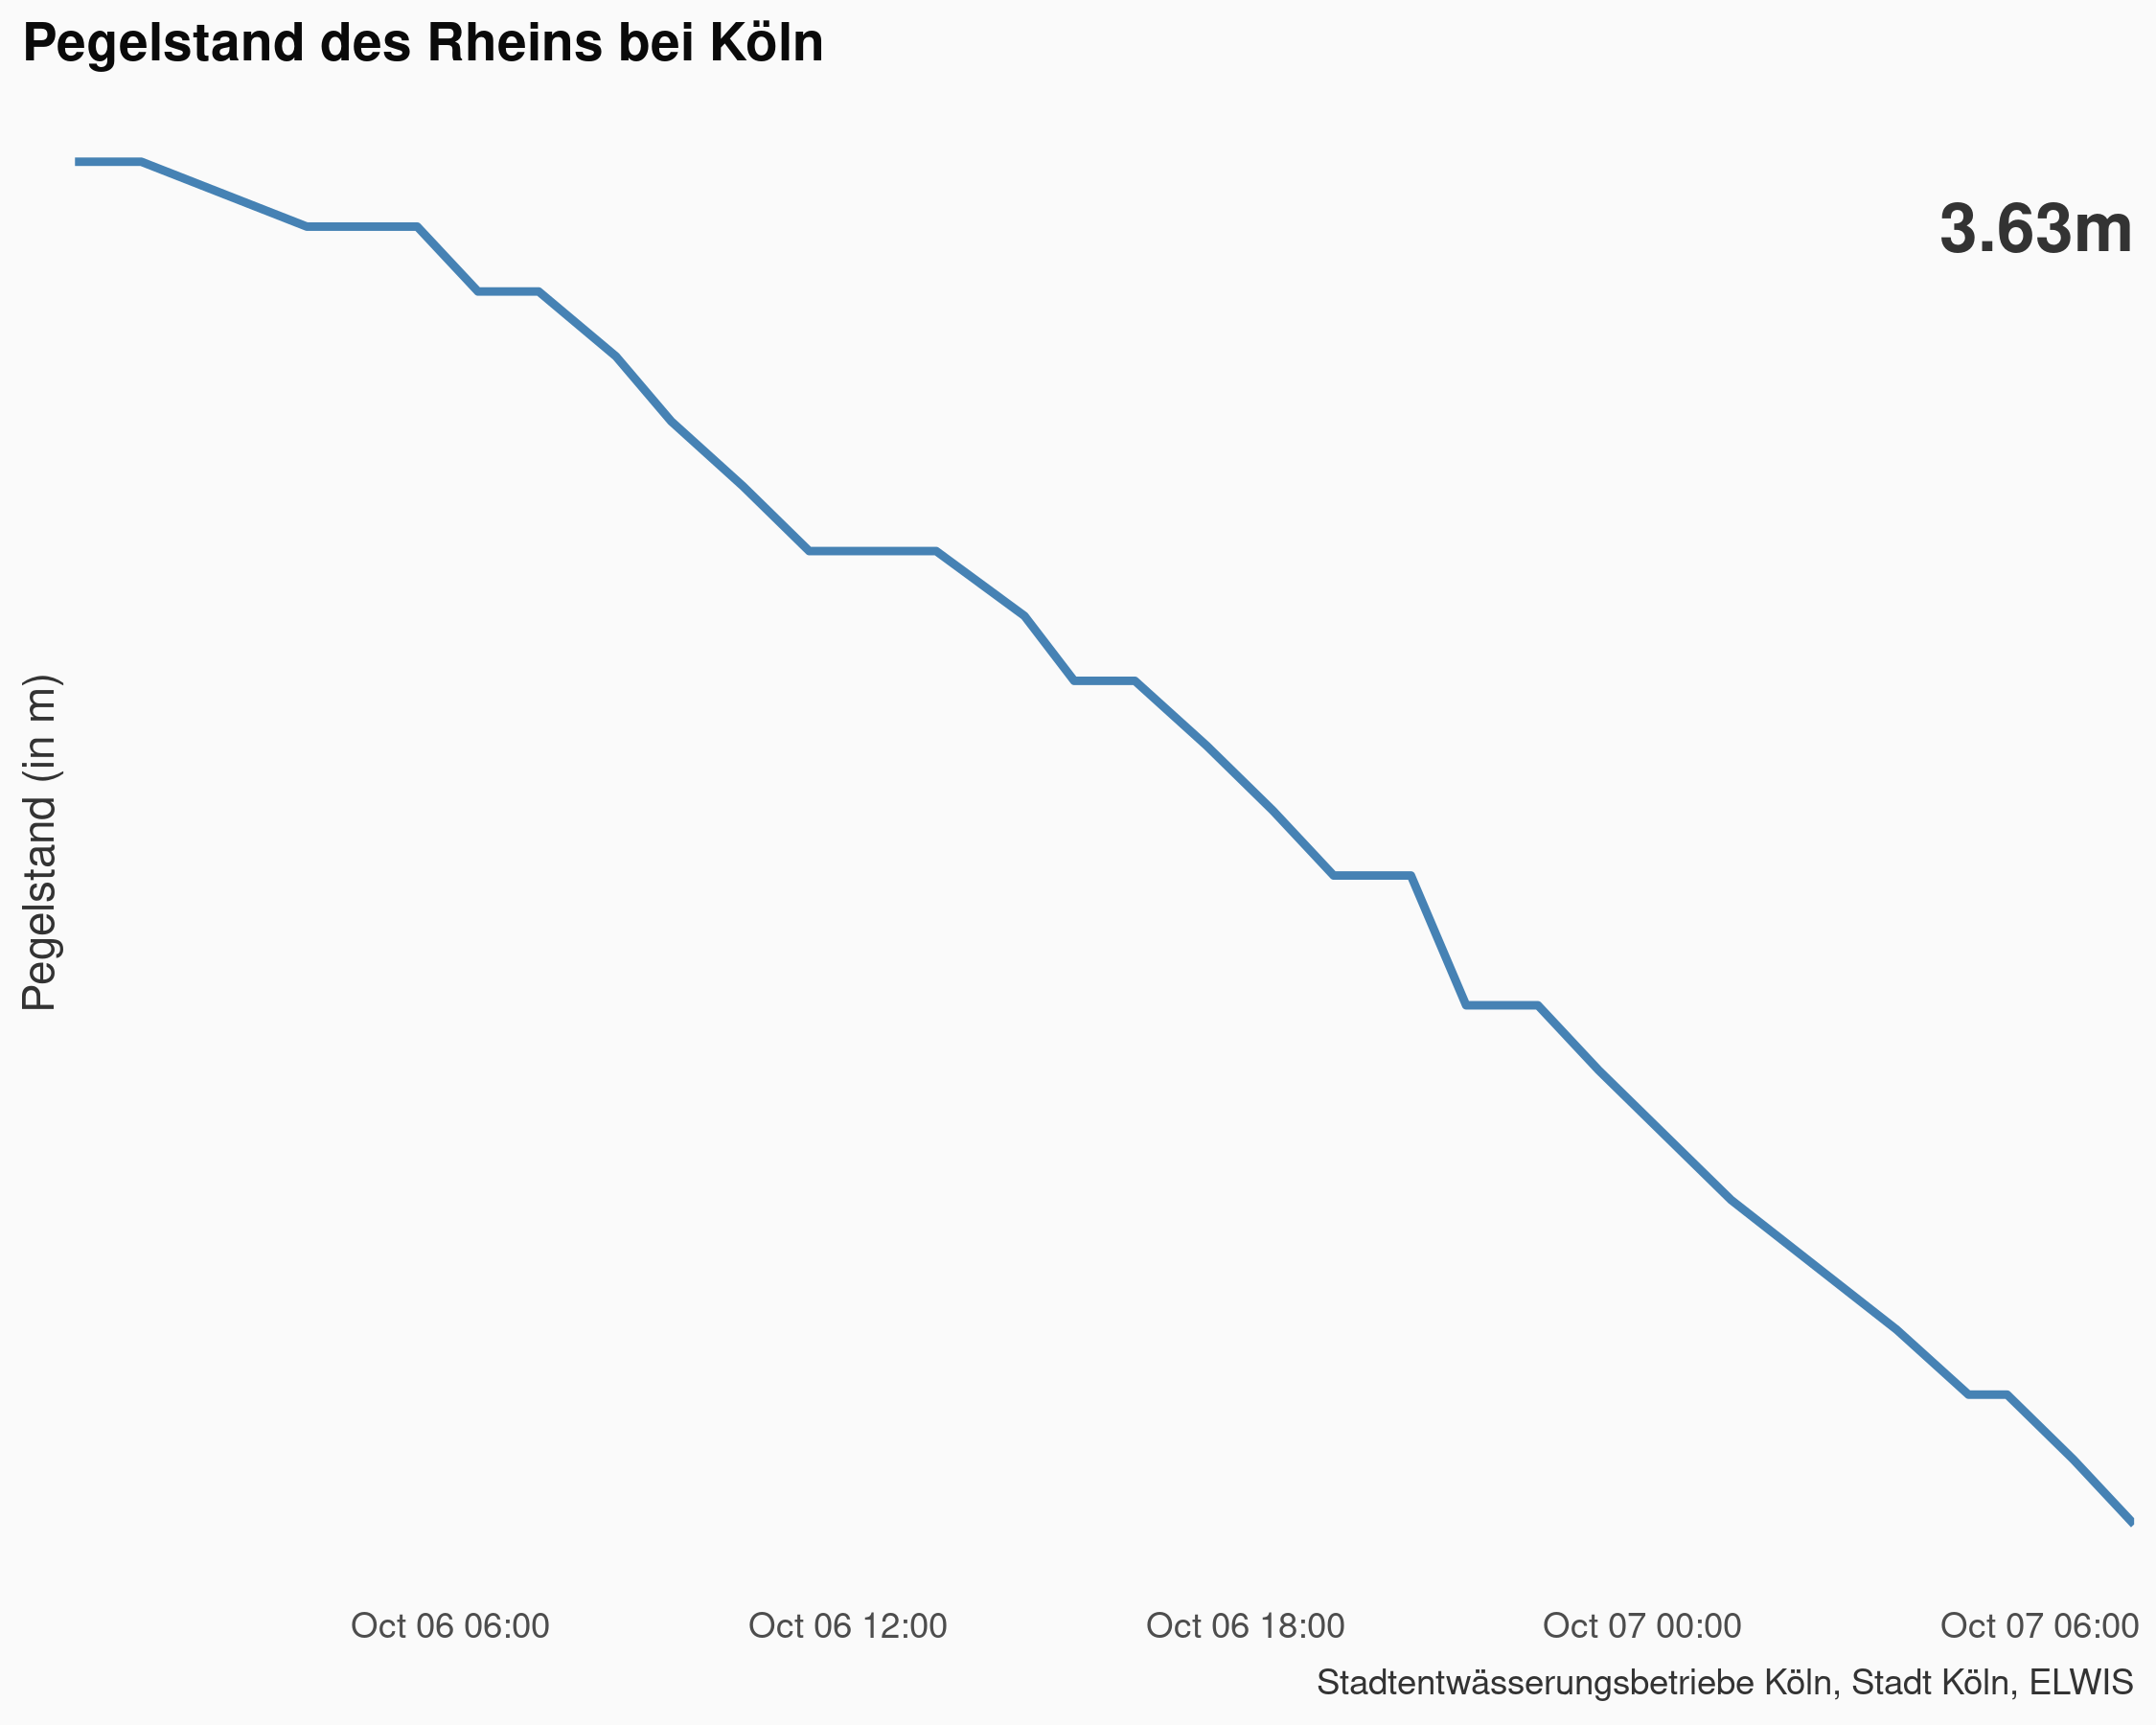 Pegelstand des Rheins bei Köln
3.63m
Pegelstand (in m)
Oct 06 06:00
Oct 06 12:00
Oct 06 18:00
Oct 07 00:00
Oct 07 06:00
Stadtentwässerungsbetriebe Köln, Stadt Köln, ELWIS